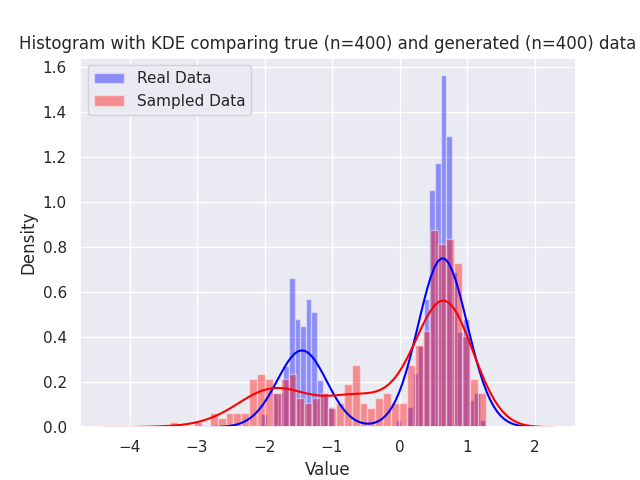 Histogram with KDE comparing true (n=400) and generated (n=400) data
Real Data
Sampled Data
Density
1.6
1.4
1.2
1.0
0.8
0.6
0.4
0.2
0.0
−4 −3 −2 −1 0 1 2
Value